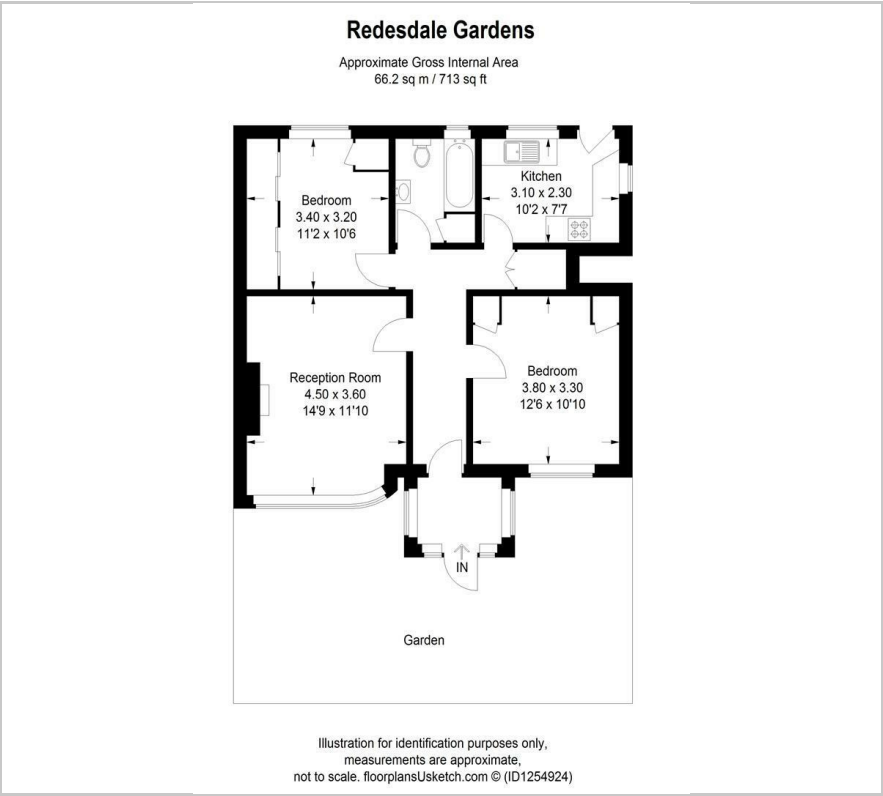 Redesdale Gardens
Approximate Gross Internal Area
66.2 sq m / 713 sq ft
Kitchen
3.10 x 2.30
10'2 x 7'7
Bedroom
3.40 x 3.20
11'2 x 10'6
Reception Room
4.50 x 3.60
14'9 x 11'10
Bedroom
3.80 x 3.30
12'6 x 10'10
IN
Garden
Illustration for identification purposes only,
measurements are approximate,
not to scale. floorplansUsketch.com © (ID1254924)